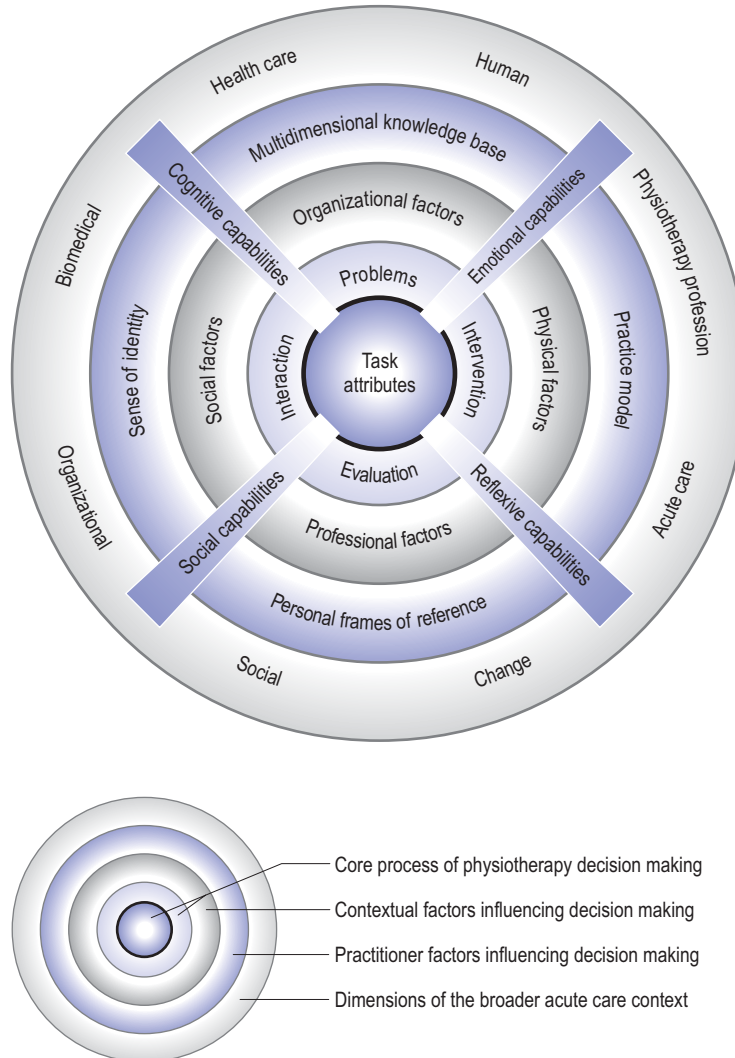 Health care
Human
Multidimensional knowledge base
Cognitive capabilities
Emotional capabilities
Biomedical
Physiotherapy profession
Organizational factors
Problems
Sense of identity
Social factors
Interaction
Task
attributes
Intervention
Physical factors
Practice model
Evaluation
Organizational
Acute care
Social capabilities
Reflexive capabilities
Professional factors
Personal frames of reference
Social
Change
Core process of physiotherapy decision making
Contextual factors influencing decision making
Practitioner factors influencing decision making
Dimensions of the broader acute care context